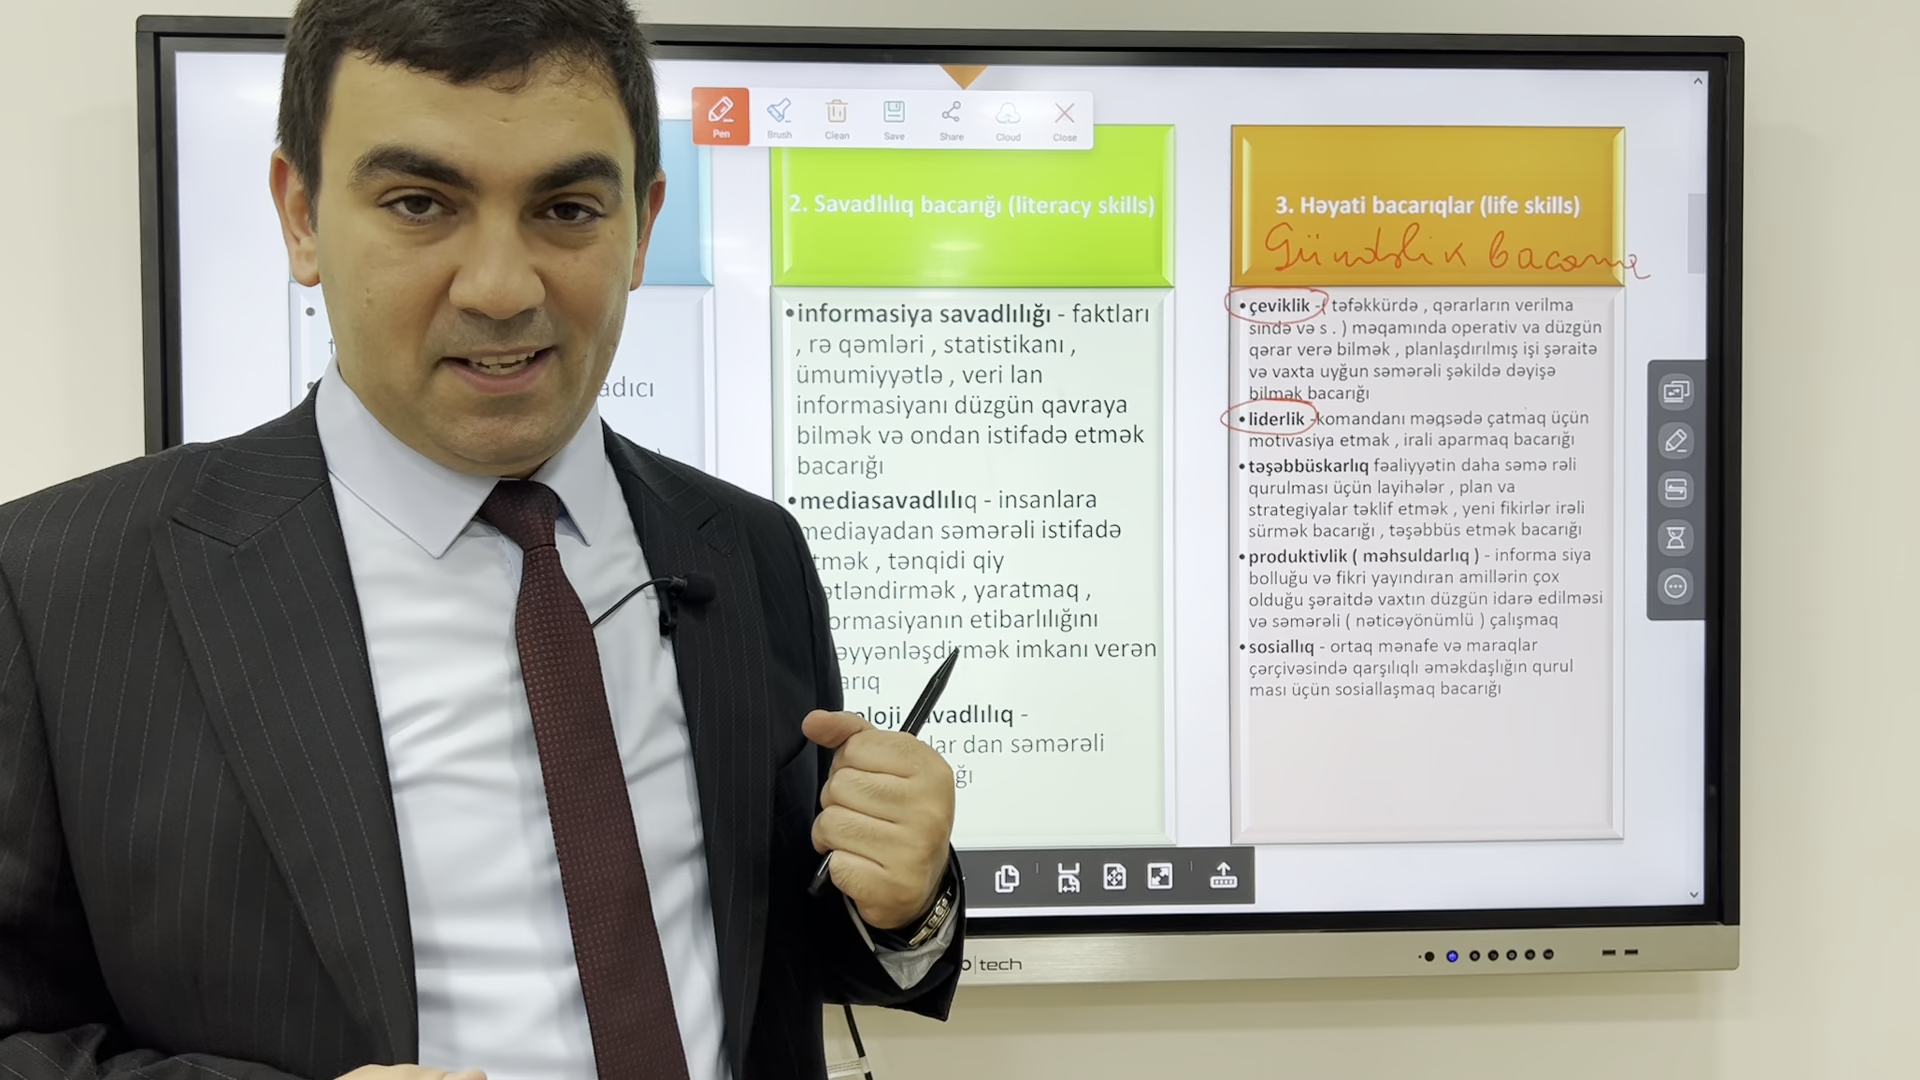 Pen
Brush
Clean
Save
Share
Cloud
Close
adıcı
2. Savadlılıq bacarığı (literacy skills)
•informasiya savadlılığı - faktları
, rə qəmləri , statistikanı ,
ümumiyyətlə , veri lan
informasiyanı düzgün qavraya
bilmək və ondan istifadə etmək
bacarığı
•mediasavadlılıq - insanlara
mediayadan səmərəli istifadə
tmək , tənqidi qiy
ətləndirmək , yaratmaq ,
ormasiyanın etibarlılığını
əyyənləşdirmək imkanı verən
arıq
oloji savadlılıq -
lar dan səmərəli
ğı
3. Həyati bacarıqlar (life skills)
Gündəlik
•çeviklik -( təfəkkürdə , qərarların verilma
sində və s . ) məqamında operativ va düzgün
qərar verə bilmək , planlaşdırılmış işi şəraitə
və vaxta uyğun səmərəli şəkildə dəyişə
bilmək bacarığı
•liderlik -komandanı məqsədə çatmaq üçün
motivasiya etmak , irali aparmaq bacarığı
•təşəbbüskarlıq fəaliyyətin daha səmə rəli
qurulması üçün layihələr , plan va
strategiyalar təklif etmək , yeni fikirlər irəli
sürmək bacarığı , təşəbbüs etmək bacarığı
•produktivlik ( məhsuldarlıq ) - informa siya
bolluğu və fikri yayındıran amillərin çox
olduğu şəraitdə vaxtın düzgün idarə edilməsi
və səmərəli ( nəticəyönümlü ) çalışmaq
•sosiallıq - ortaq mənafe və maraqlar
çərçivəsində qarşılıqlı əməkdaşlığın qurul
ması üçün sosiallaşmaq bacarığı
tech